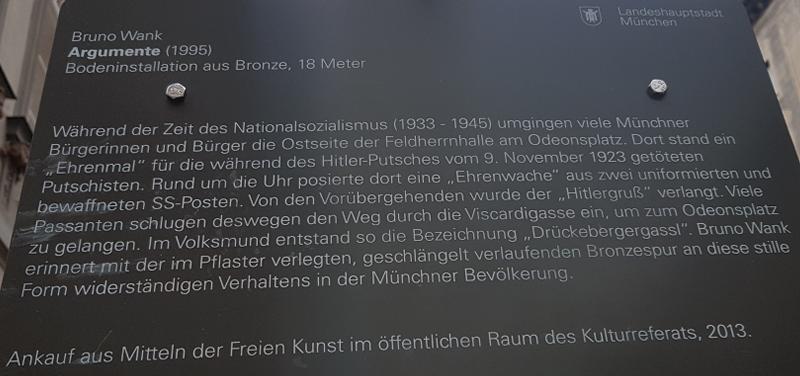 Landeshauptstadt
München
Bruno Wank
Argumente (1995)
Bodeninstallation aus Bronze, 18 Meter
Während der Zeit des Nationalsozialismus (1933 - 1945) umgingen viele Münchner
Bürgerinnen und Bürger die Ostseite der Feldherrnhalle am Odeonsplatz. Dort stand ein
„Ehrenmal“ für die während des Hitler-Putsches vom 9. November 1923 getöteten
Putschisten. Rund um die Uhr posierte dort eine „Ehrenwache“ aus zwei uniformierten und
bewaffneten SS-Posten. Von den Vorübergehenden wurde der „Hitlergruß“ verlangt. Viele
Passanten schlugen deswegen den Weg durch die Viscardigasse ein, um zum Odeonsplatz
zu gelangen. Im Volksmund entstand so die Bezeichnung „Drückebergergassl“. Bruno Wank
erinnert mit der im Pflaster verlegten, geschlängelt verlaufenden Bronzespur an diese stille
Form widerständigen Verhaltens in der Münchner Bevölkerung.
Ankauf aus Mitteln der Freien Kunst im öffentlichen Raum des Kulturreferats, 2013.